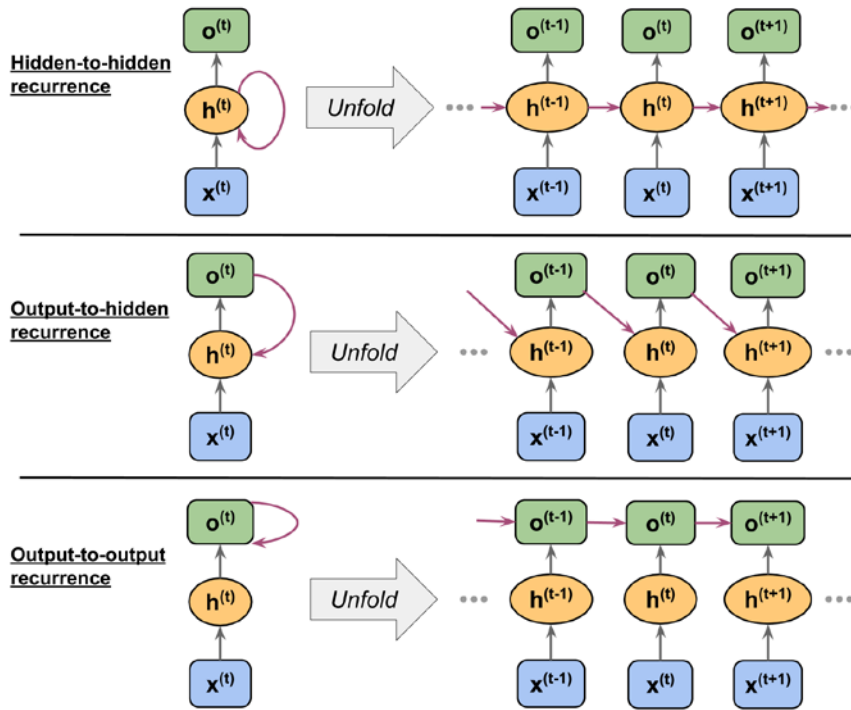 o(t) o(t-1) o(t) o(t+1)
Hidden-to-hidden
recurrence
h(t) Unfold h(t-1) h(t) h(t+1)
x(t) x(t-1) x(t) x(t+1)
o(t) o(t-1) o(t) o(t+1)
Output-to-hidden
recurrence
h(t) Unfold h(t-1) h(t) h(t+1)
x(t) x(t-1) x(t) x(t+1)
o(t) o(t-1) o(t) o(t+1)
Output-to-output
recurrence
h(t) Unfold h(t-1) h(t) h(t+1)
x(t) x(t-1) x(t) x(t+1)